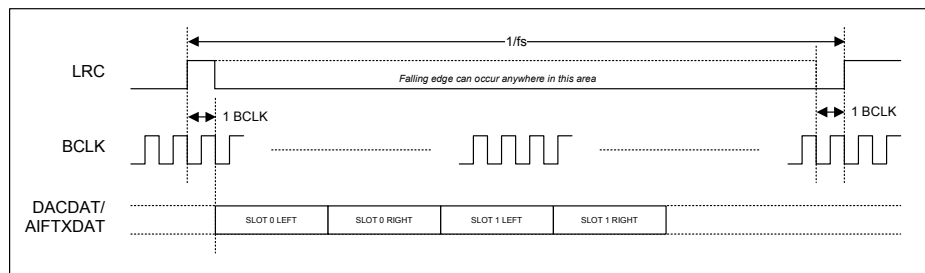 1/fs
LRC
Falling edge can occur anywhere in this area
1 BCLK
1 BCLK
BCLK
DACDAT/
AIFTXDAT
SLOT 0 LEFT
SLOT 0 RIGHT
SLOT 1 LEFT
SLOT 1 RIGHT